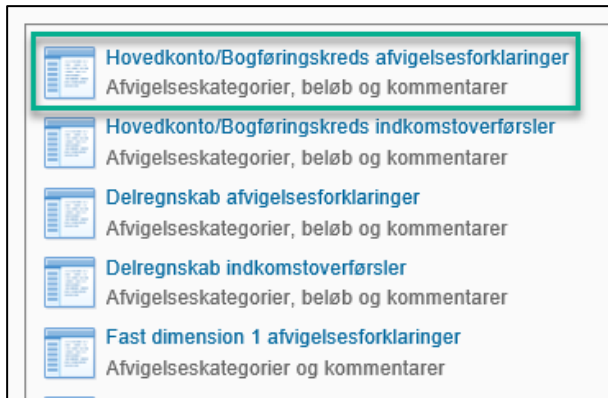 Hovedkonto/Bogføringskreds afvigelsesforklaringer
Afvigelseskategorier, beløb og kommentarer
Hovedkonto/Bogføringskreds indkomstoverførsler
Afvigelseskategorier, beløb og kommentarer
Delregnskab afvigelsesforklaringer
Afvigelseskategorier, beløb og kommentarer
Delregnskab indkomstoverførsler
Afvigelseskategorier, beløb og kommentarer
Fast dimension 1 afvigelsesforklaringer
Afvigelseskategorier og kommentarer